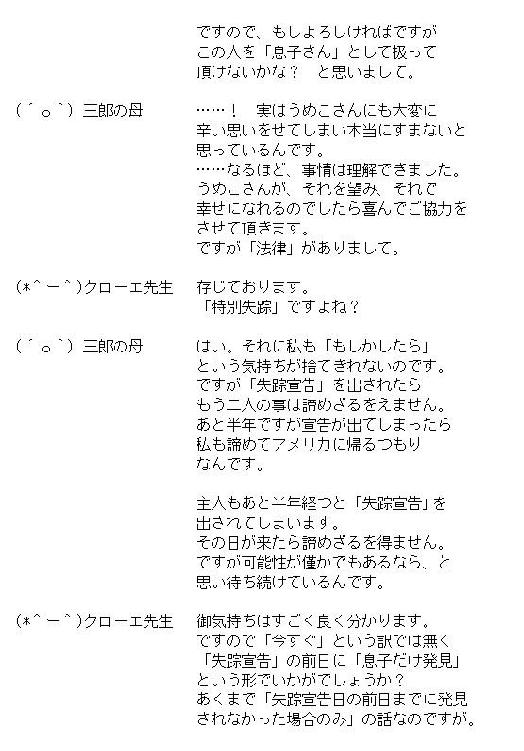 ですので、もしよろしければですが
この人を「息子さん」として扱って
頂けないかな？　と思いまして。
(´o｀) 三郎の母　……！　実はうめこさんにも大変に
辛い思いをせてしまい本当にすまないと
思っているんです。
……なるほど、事情は理解できました。
うめこさんが、それを望み、それで
幸せになれるのでしたら喜んでご協力を
させて頂きます。
ですが「法律」がありまして。
(*＾ー＾)クローエ先生　存じております。
「特別失踪」ですよね？
(´o｀) 三郎の母　はい。それに私も「もしかしたら」
という気持ちが捨てきれないのです。
ですが「失踪宣告」を出されたら
もう二人の事は諦めざるをえません。
あと半年ですが宣告が出てしまったら
私も諦めてアメリカに帰るつもり
なんです。
主人もあと半年経つと「失踪宣告」を
出されてしまいます。
その日が来たら諦めざるを得ません。
ですが可能性が僅かでもあるなら、と
思い待ち続けているんです。
(*＾ー＾)クローエ先生　御気持ちはすごく良く分かります。
ですので「今すぐ」という訳では無く
「失踪宣告」の前日に「息子だけ発見」
という形でいかがでしょうか？
あくまで「失踪宣告日の前日までに発見
されなかった場合のみ」の話なのですが。